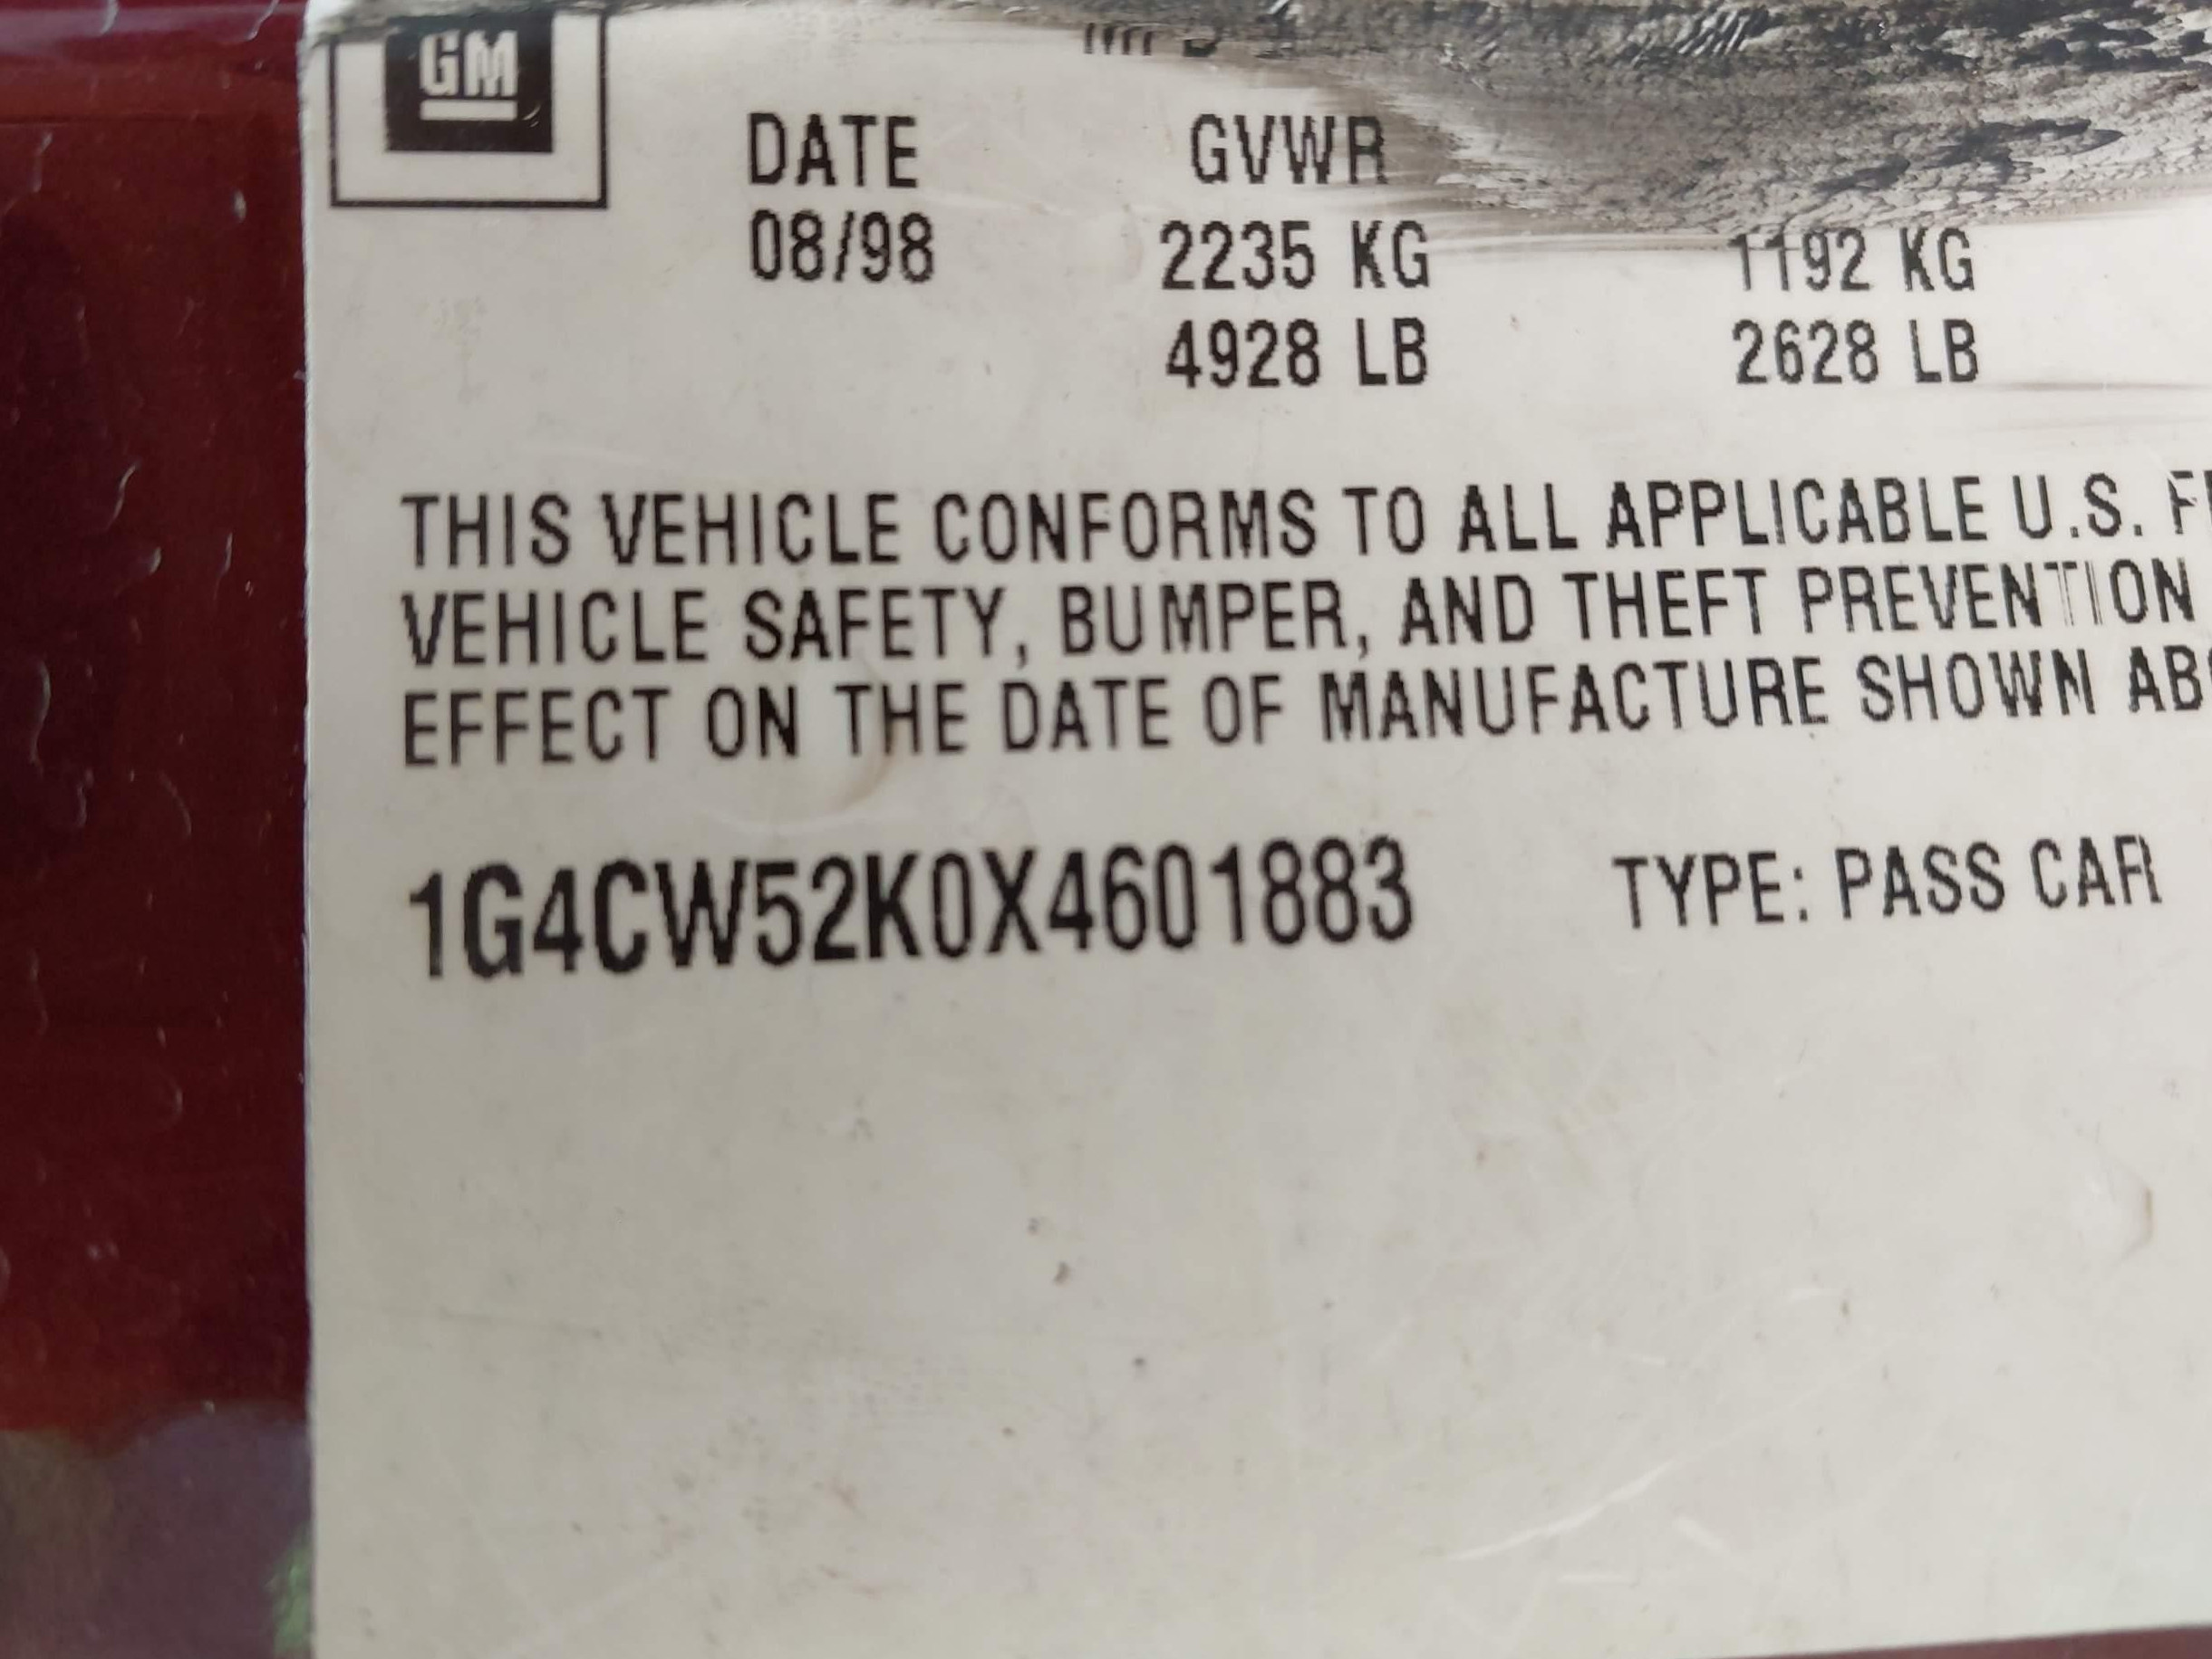 GM
DATE GVWR
08/98 2235 KG 1192 KG
4928 LB 2628 LB
THIS VEHICLE CONFORMS TO ALL APPLICABLE U.S.
VEHICLE SAFETY, BUMPER, AND THEFT PREVENTION
EFFECT ON THE DATE OF MANUFACTURE SHOWN
1G4CW52K0X4601883 TYPE: PASS CAR